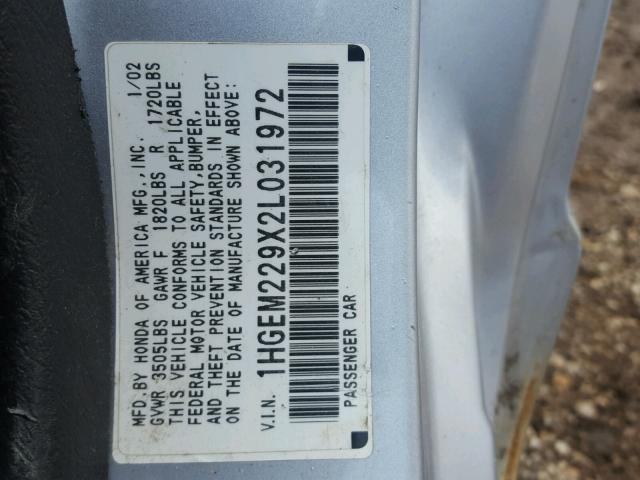 MFD.BY HONDA OF AMERICA MFG.,INC. 1/02
GVWR 3505LBS GAWR F 1820LBS R 1720LBS
THIS VEHICLE CONFORMS TO ALL APPLICABLE
FEDERAL MOTOR VEHICLE SAFETY,BUMPER,
AND THEFT PREVENTION STANDARDS IN EFFECT
ON THE DATE OF MANUFACTURE SHOWN ABOVE:
V.I.N. 1HGEM229X2L031972
PASSENGER CAR